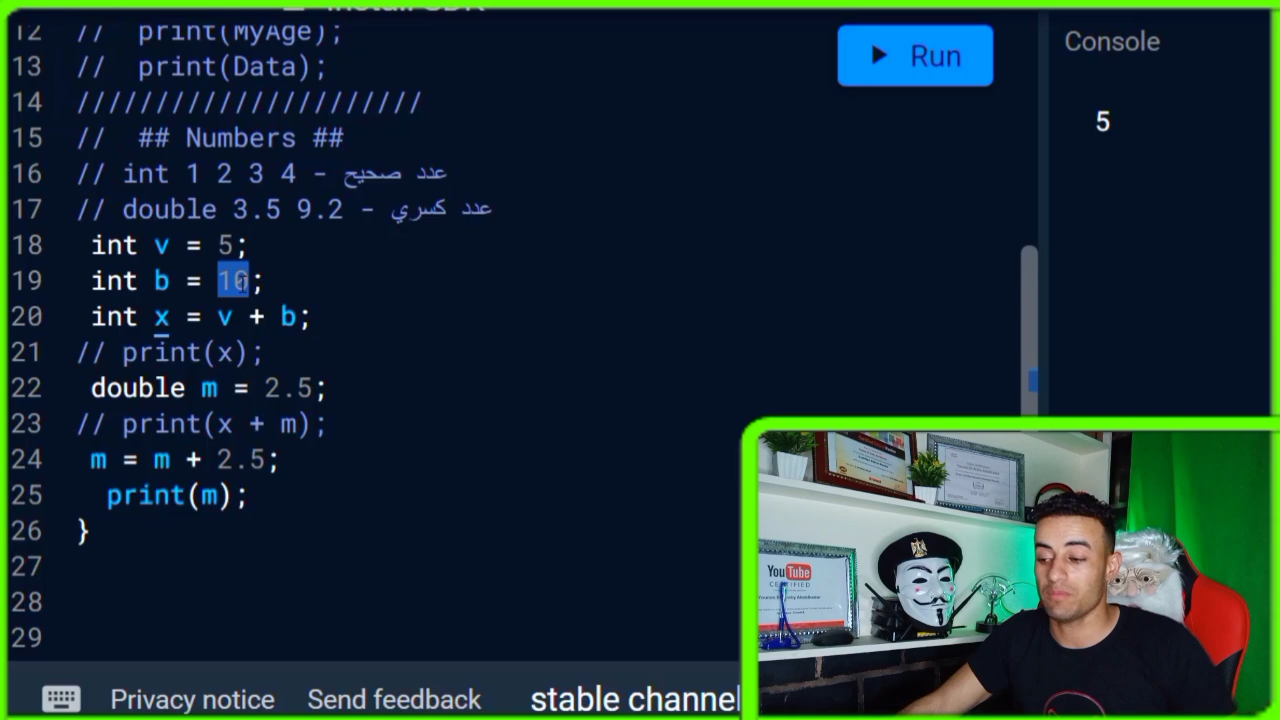 12 //  print(MyAge);
13 //  print(Data);
14 //////////////////////
15 //  ## Numbers ##
16 // int 1 2 3 4 - عدد صحيح
17 // double 3.5 9.2 - عدد كسري
18 int v = 5;
19 int b = 10;
20 int x = v + b;
21 // print(x);
22 double m = 2.5;
23 // print(x + m);
24 m = m + 2.5;
25 print(m);
26 }
27
28
29
Run
Console
5
Privacy notice Send feedback stable channel
YouTube
CERTIFIED